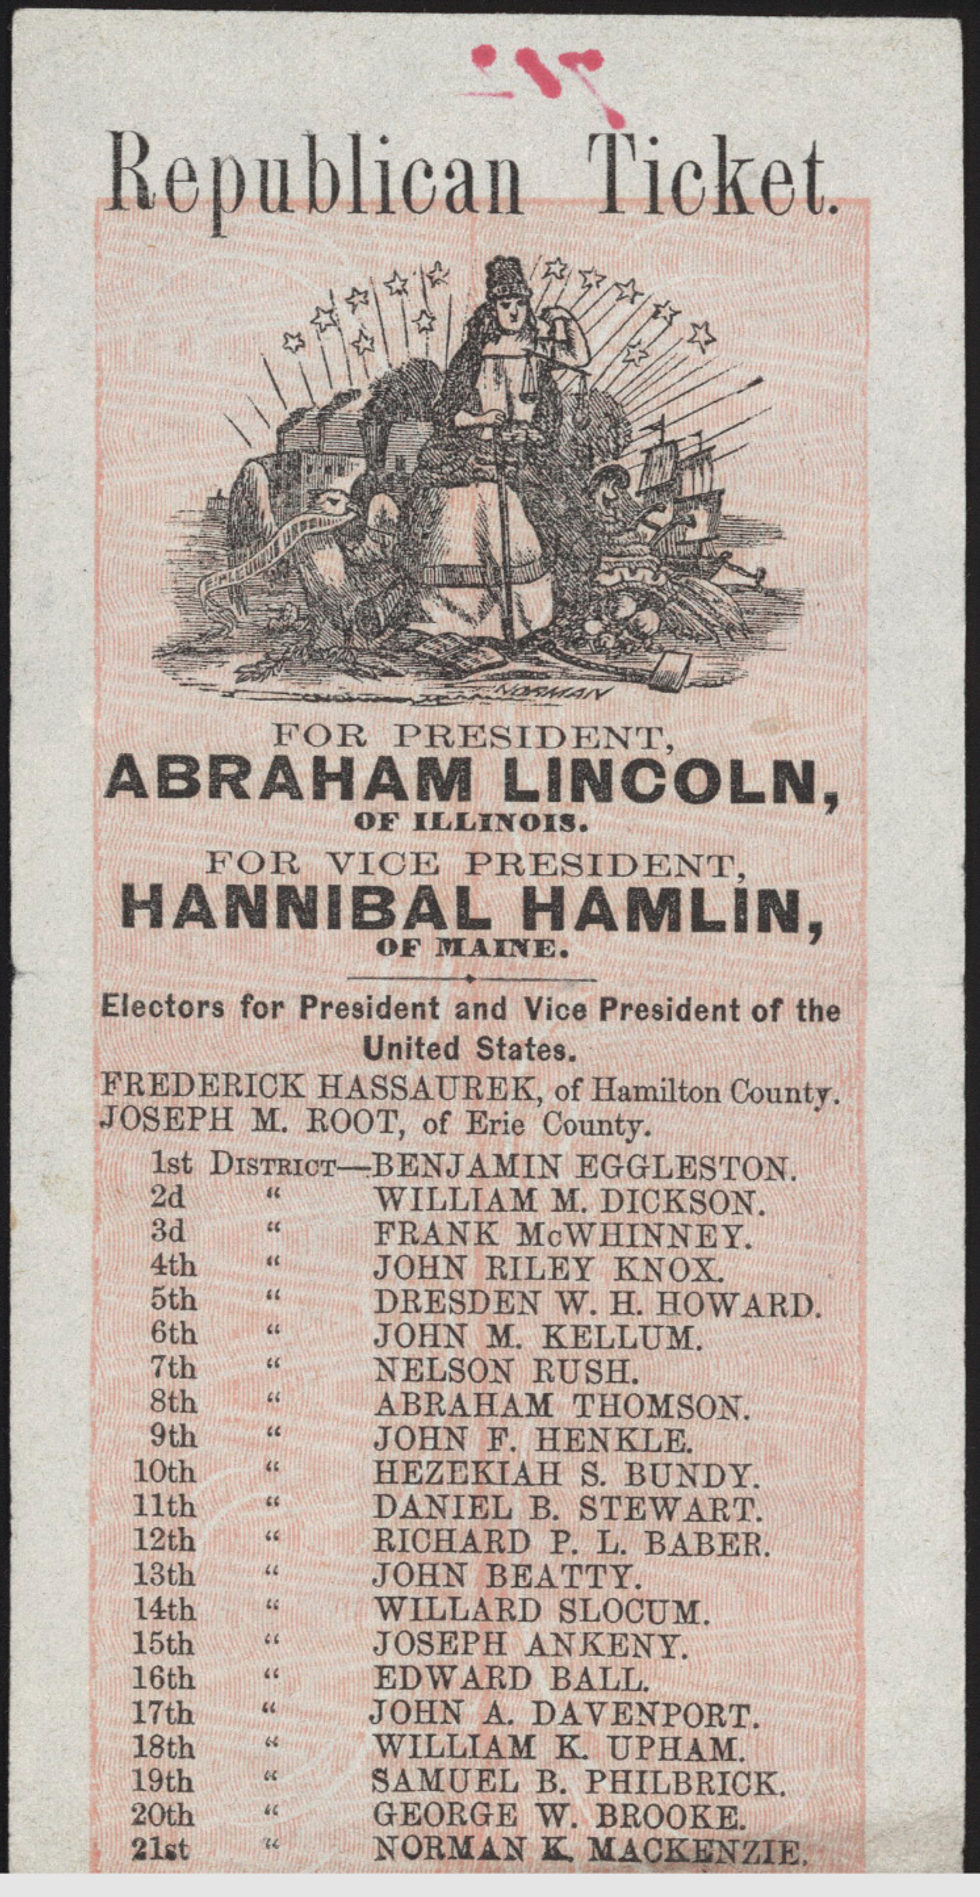 Republican Ticket.
NORMAN
FOR PRESIDENT,
ABRAHAM LINCOLN,
OF ILLINOIS.
FOR VICE PRESIDENT,
HANNIBAL HAMLIN,
OF MAINE.
Electors for President and Vice President of the
United States.
FREDERICK HASSAUREK, of Hamilton County.
JOSEPH M. ROOT, of Erie County.
1st DISTRICT—BENJAMIN EGGLESTON.
2d “ WILLIAM M. DICKSON.
3d “ FRANK McWHINNEY.
4th “ JOHN RILEY KNOX.
5th “ DRESDEN W. H. HOWARD.
6th “ JOHN M. KELLUM.
7th “ NELSON RUSH.
8th “ ABRAHAM THOMSON.
9th “ JOHN F. HENKLE.
10th “ HEZEKIAH S. BUNDY.
11th “ DANIEL B. STEWART.
12th “ RICHARD P. L. BABER.
13th “ JOHN BEATTY.
14th “ WILLARD SLOCUM.
15th “ JOSEPH ANKENY.
16th “ EDWARD BALL.
17th “ JOHN A. DAVENPORT.
18th “ WILLIAM K. UPHAM.
19th “ SAMUEL B. PHILBRICK.
20th “ GEORGE W. BROOKE.
21st “ NORMAN K. MACKENZIE.